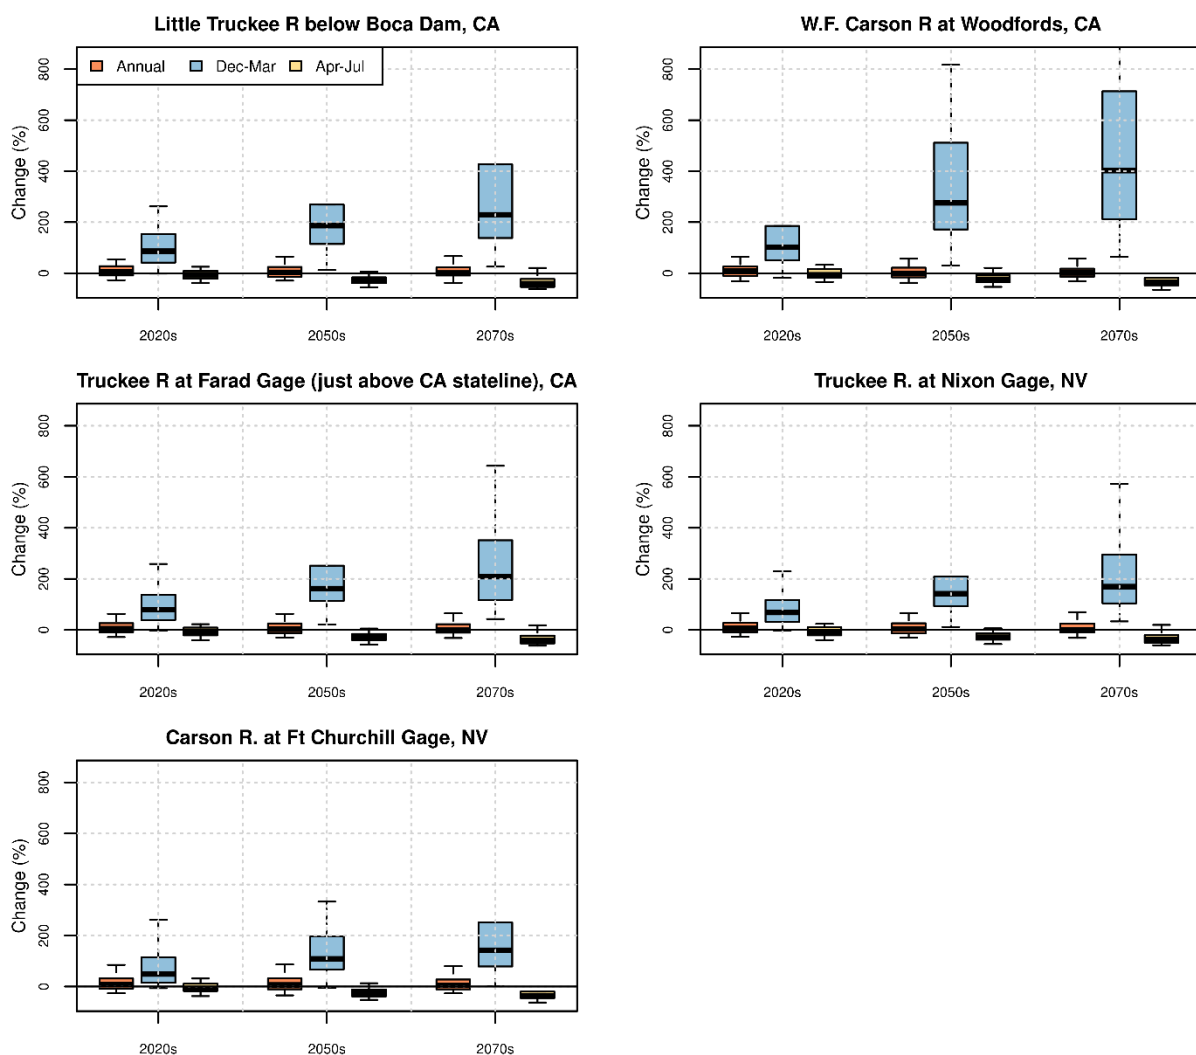 Little Truckee R below Boca Dam, CA
Annual Dec-Mar Apr-Jul
Change (%)
800
600
400
200
0
2020s 2050s 2070s
W.F. Carson R at Woodfords, CA
Change (%)
800
600
400
200
0
2020s 2050s 2070s
Truckee R at Farad Gage (just above CA stateline), CA
Change (%)
800
600
400
200
0
2020s 2050s 2070s
Truckee R. at Nixon Gage, NV
Change (%)
800
600
400
200
0
2020s 2050s 2070s
Carson R. at Ft Churchill Gage, NV
Change (%)
800
600
400
200
0
2020s 2050s 2070s